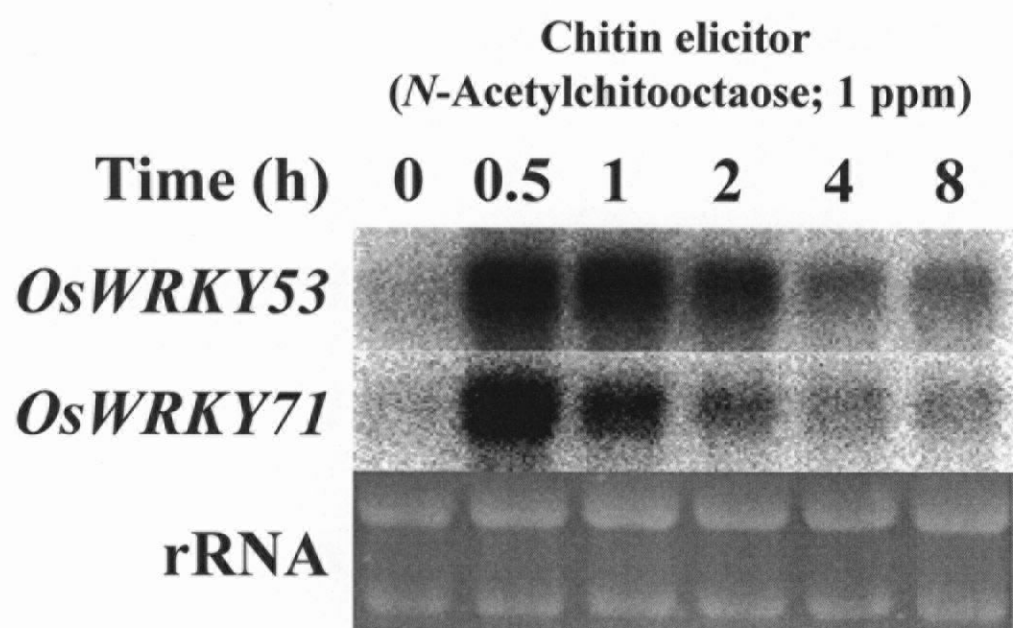 Chitin elicitor
(N-Acetylchitooctaose; 1 ppm)
Time (h) 0 0.5 1 2 4 8
OsWRKY53
OsWRKY71
rRNA